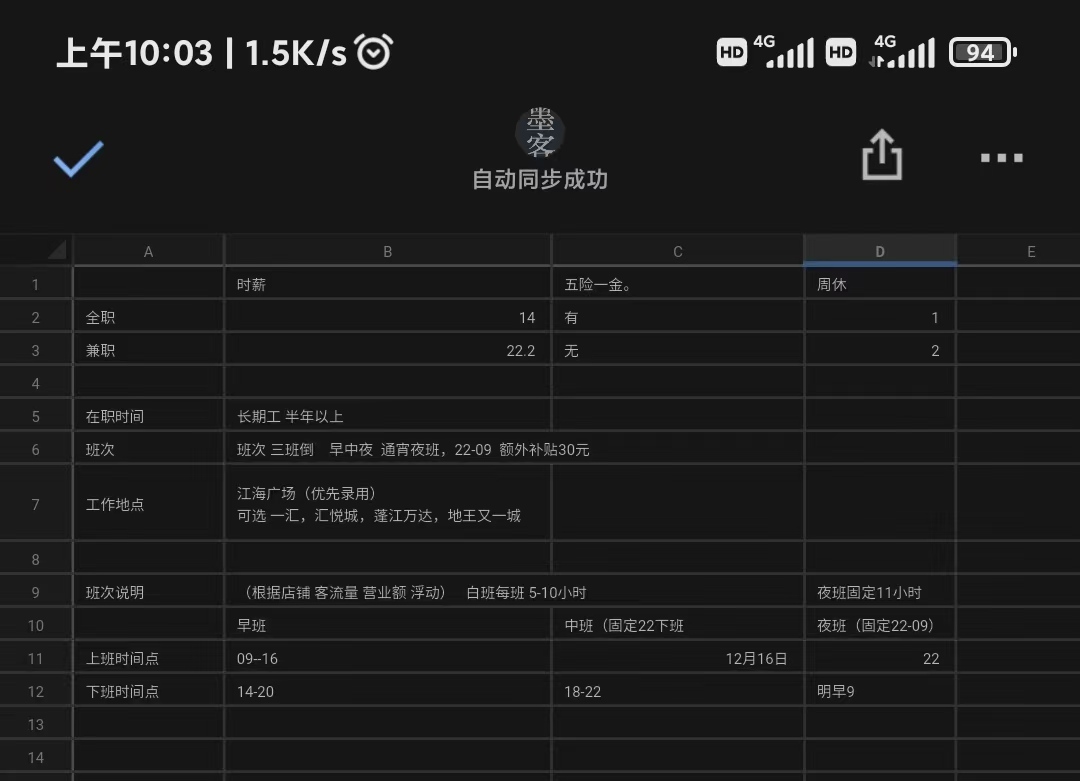 上午10:03 | 1.5K/s
HD 4G HD 4G 94
墨客
自动同步成功
A B C D E
1 时薪 五险一金。 周休
2 全职 14 有 1
3 兼职 22.2 无 2
4
5 在职时间 长期工 半年以上
6 班次 班次 三班倒 早中夜 通宵夜班，22-09 额外补贴30元
7 工作地点 江海广场（优先录用）
可选 一汇，汇悦城，蓬江万达，地王又一城
8
9 班次说明 （根据店铺 客流量 营业额 浮动） 白班每班 5-10小时 夜班固定11小时
10 早班 中班（固定22下班 夜班（固定22-09）
11 上班时间点 09--16 12月16日 22
12 下班时间点 14-20 18-22 明早9
13
14